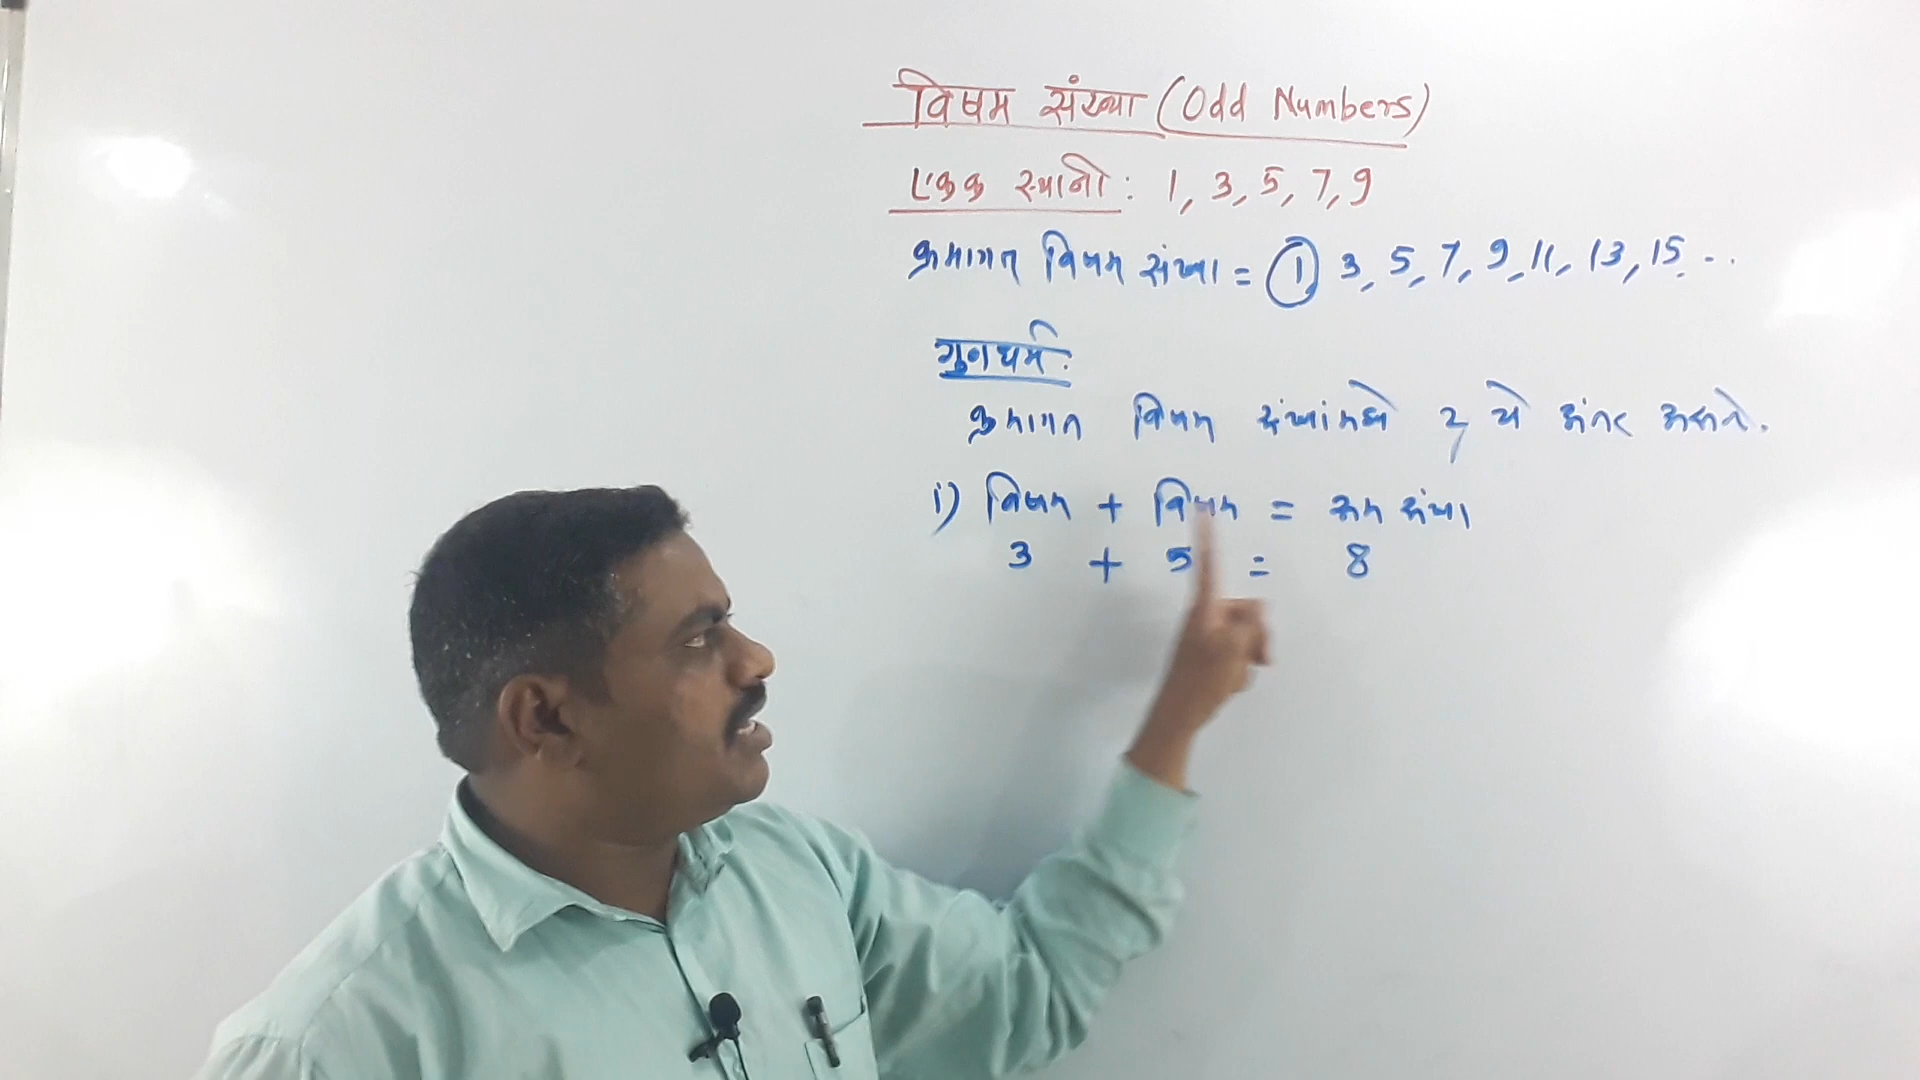 विषम संख्या (Odd Numbers)
एकक स्थानी : 1, 3, 5, 7, 9
क्रमागत विषम संख्या = 1, 3, 5, 7, 9, 11, 13, 15, ...
गुणधर्म :
क्रमागत विषम संख्यांमध्ये 2 चे अंतर असते.
i) विषम + विषम = सम संख्या
3 + 5 = 8